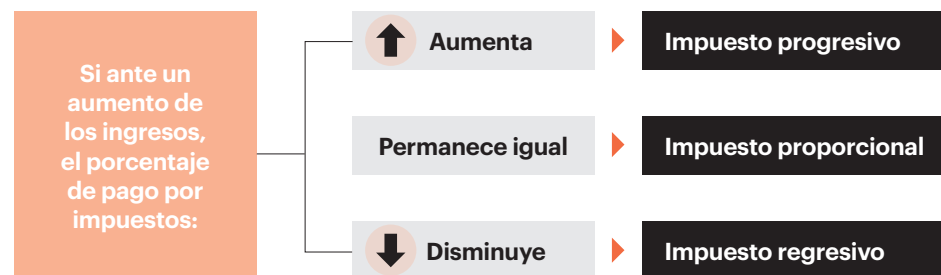 Si ante un
aumento de
los ingresos,
el porcentaje
de pago por
impuestos:
Aumenta
Impuesto progresivo
Permanece igual
Impuesto proporcional
Disminuye
Impuesto regresivo